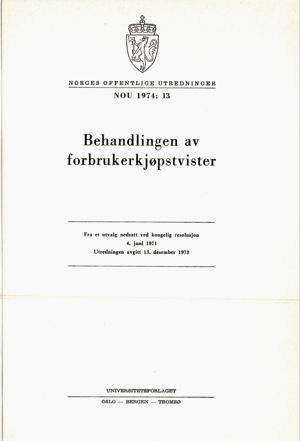 NORGES OFFENTLIGE UTREDNINGER
NOU 1974: 13
Behandlingen av
forbrukerkjøpstvister
Fra et utvalg nedsatt ved kongelig resolusjon
4. juni 1971
Utredningen avgitt 13. desember 1973
UNIVERSITETSFORLAGET
OSLO — BERGEN — TROMSØ